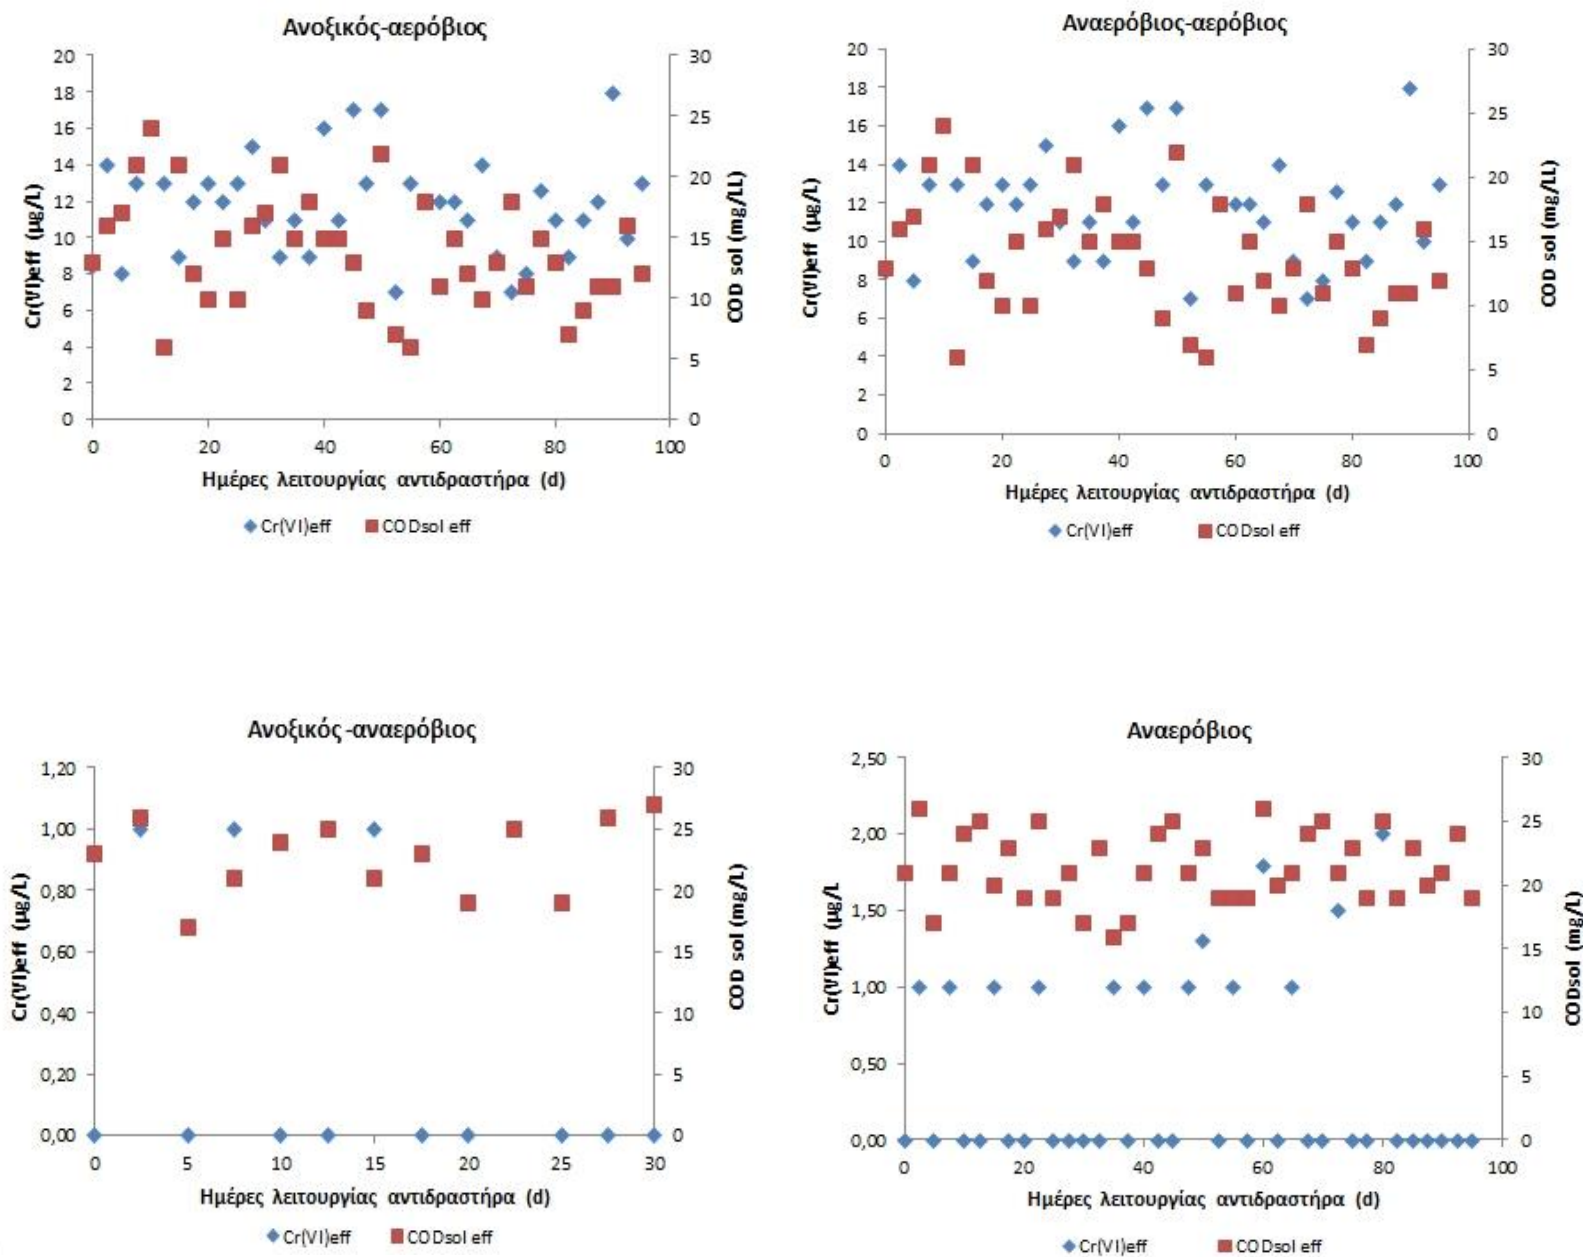 Ανοξικός-αερόβιος
20
18
16
14
12
10
8
6
4
2
0
Cr(VI)eff (μg/L)
30
25
20
15
10
5
0
COD sol (mg/L)
0 20 40 60 80 100
Ημέρες λειτουργίας αντιδραστήρα (d)
Cr(VI)eff CODsol eff
Αναερόβιος-αερόβιος
20
18
16
14
12
10
8
6
4
2
0
Cr(VI)eff (μg/L)
30
25
20
15
10
5
0
COD sol (mg/LL)
0 20 40 60 80 100
Ημέρες λειτουργίας αντιδραστήρα (d)
Cr(VI)eff CODsol eff
Ανοξικός -αναερόβιος
1,20
1,00
0,80
0,60
0,40
0,20
0,00
Cr(VI)eff (μg/L)
30
25
20
15
10
5
0
COD sol (mg/L)
0 5 10 15 20 25 30
Ημέρες λειτουργίας αντιδραστήρα (d)
Cr(VI)eff CODsol eff
Αναερόβιος
2,50
2,00
1,50
1,00
0,50
0,00
Cr(VI)eff (μg/L
30
25
20
15
10
5
0
CODsol (mg/L)
0 20 40 60 80 100
Ημέρες λειτουργίας αντιδραστήρα (d)
Cr(VI)eff CODsol eff